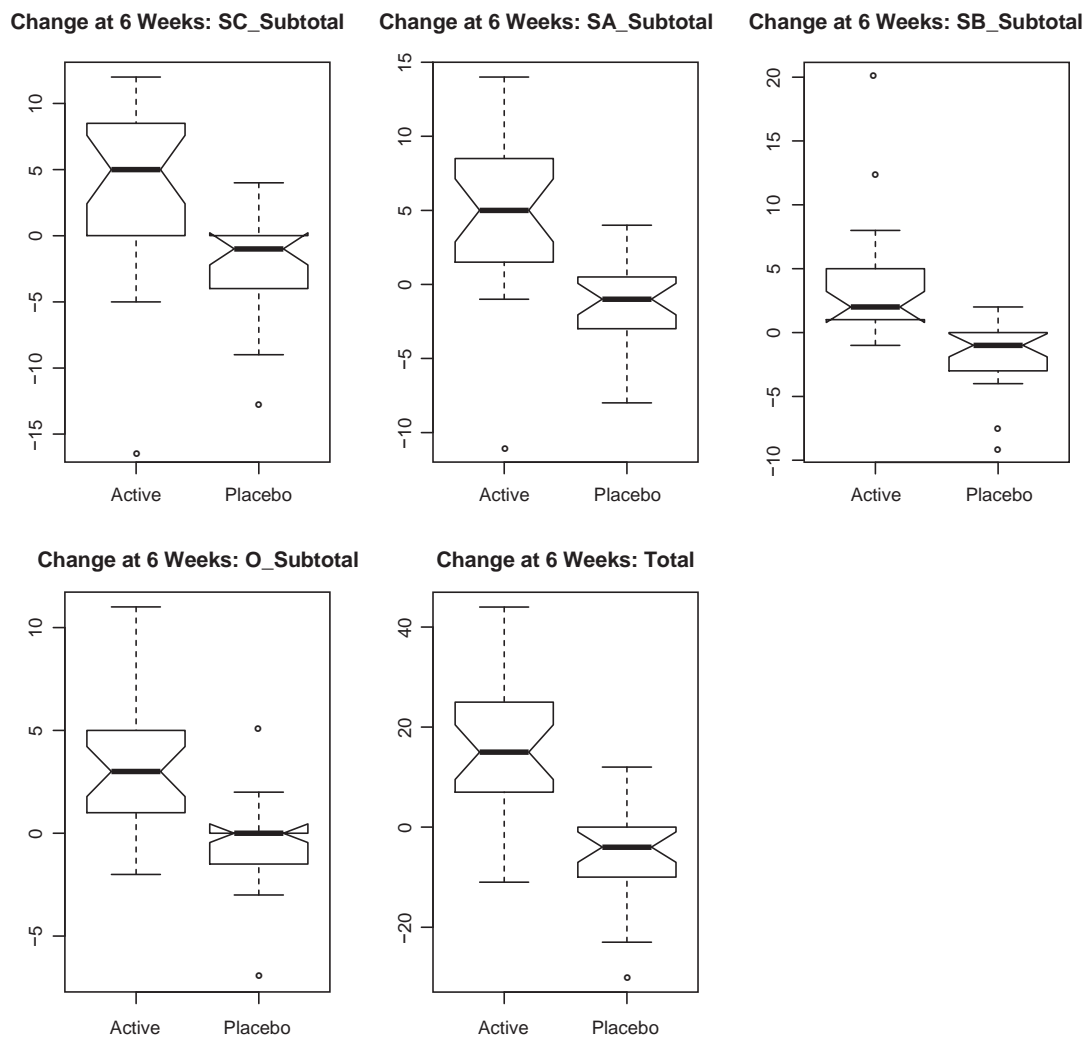 Change at 6 Weeks: SC_Subtotal
10
5
0
−5
−10
−15
Active Placebo
Change at 6 Weeks: SA_Subtotal
15
10
5
0
−5
−10
Active Placebo
Change at 6 Weeks: SB_Subtotal
20
15
10
5
0
−5
−10
Active Placebo
Change at 6 Weeks: O_Subtotal
10
5
0
−5
Active Placebo
Change at 6 Weeks: Total
40
20
0
−20
Active Placebo